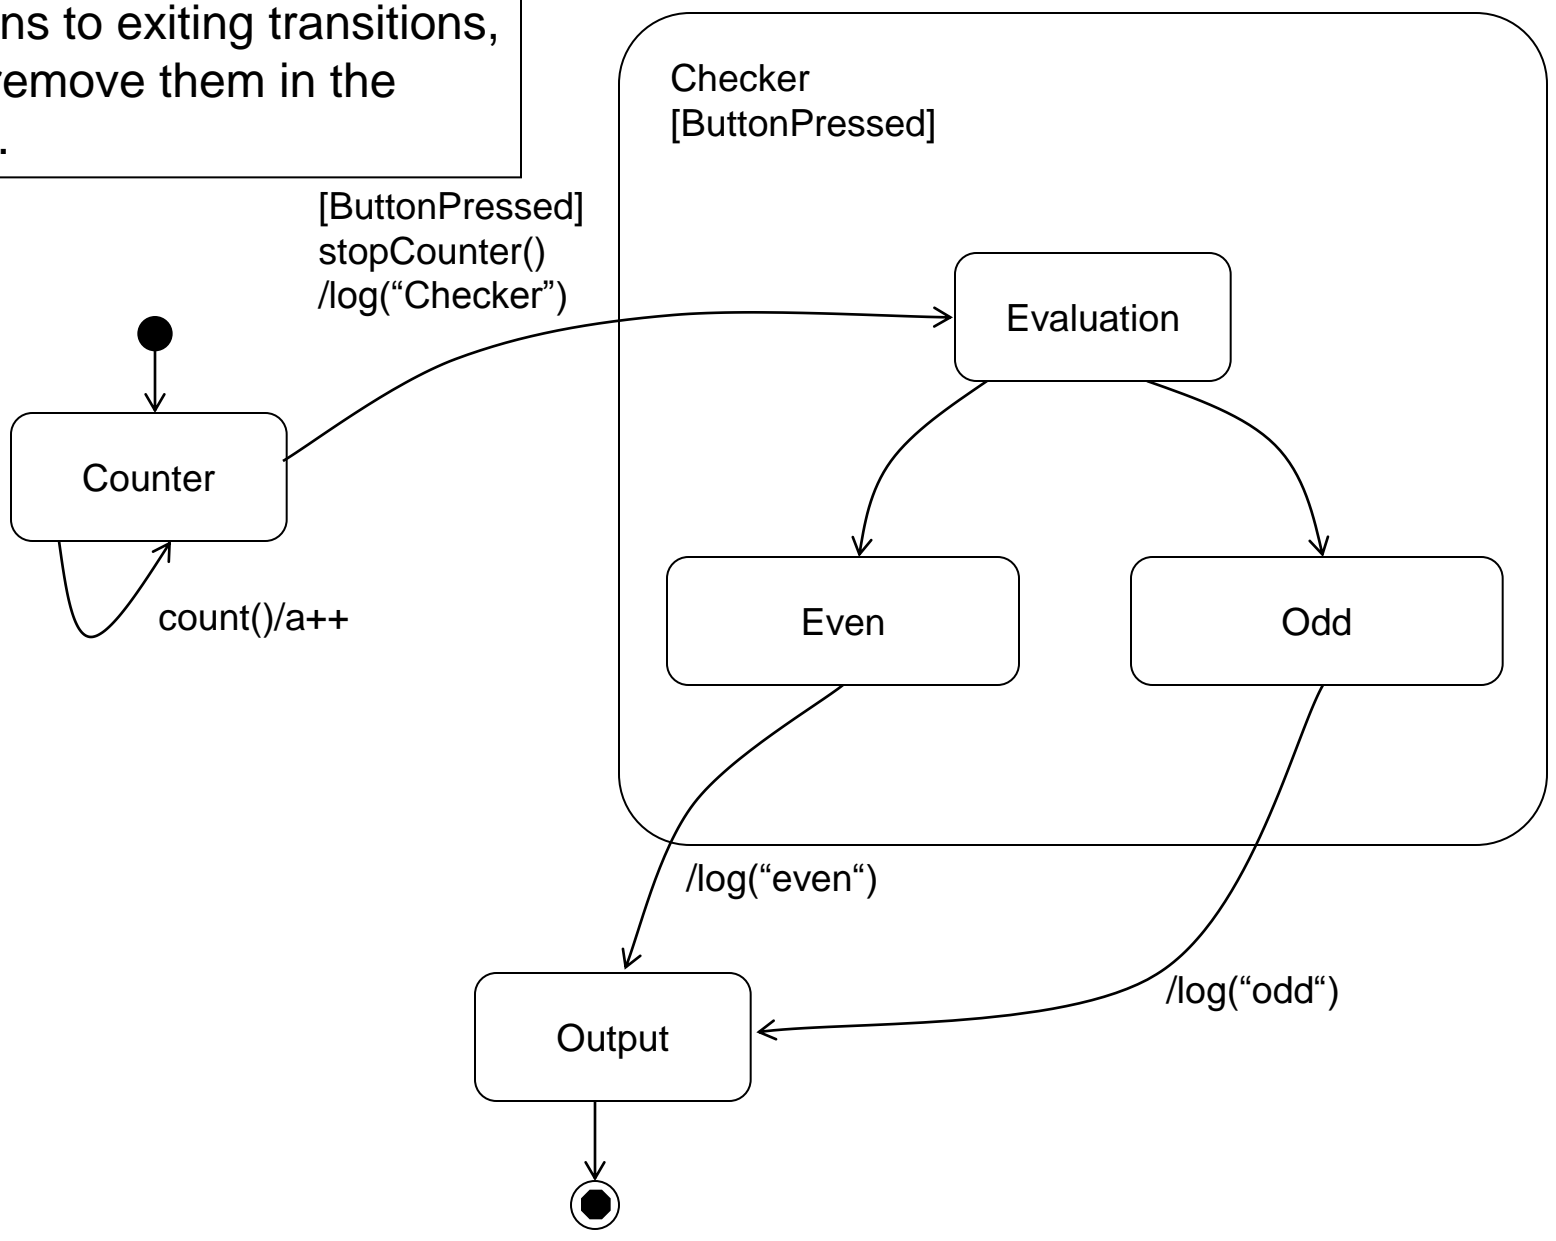 ns to exiting transitions,
remove them in the
.
Checker
[ButtonPressed]
[ButtonPressed]
stopCounter()
/log(“Checker”)
Evaluation
Counter
count()/a++
Even
Odd
/log(“even“)
/log(“odd“)
Output